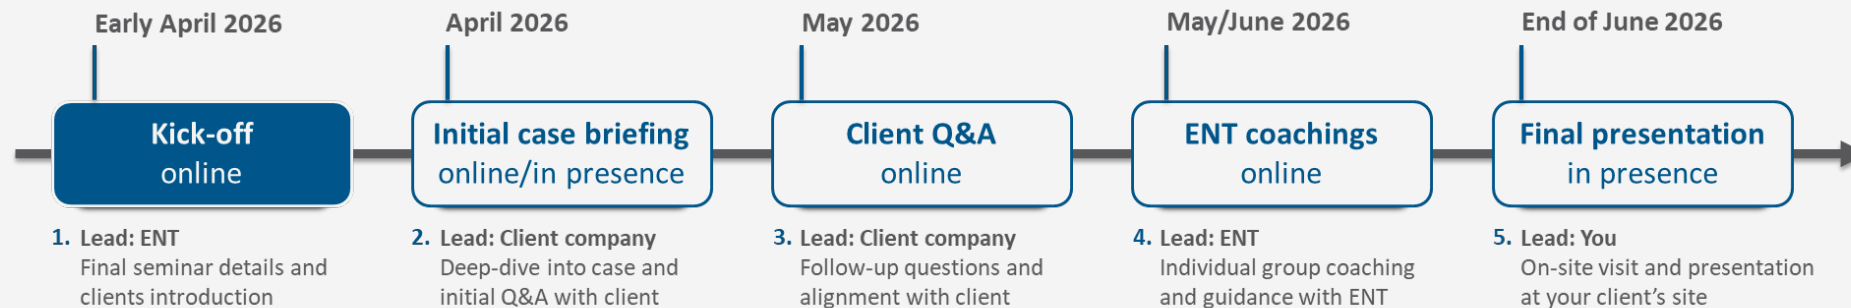 Early April 2026
April 2026
May 2026
May/June 2026
End of June 2026
Kick-off
online
Initial case briefing
online/in presence
Client Q&A
online
ENT coachings
online
Final presentation
in presence
1. Lead: ENT
Final seminar details and
clients introduction
2. Lead: Client company
Deep-dive into case and
initial Q&A with client
3. Lead: Client company
Follow-up questions and
alignment with client
4. Lead: ENT
Individual group coaching
and guidance with ENT
5. Lead: You
On-site visit and presentation
at your client's site